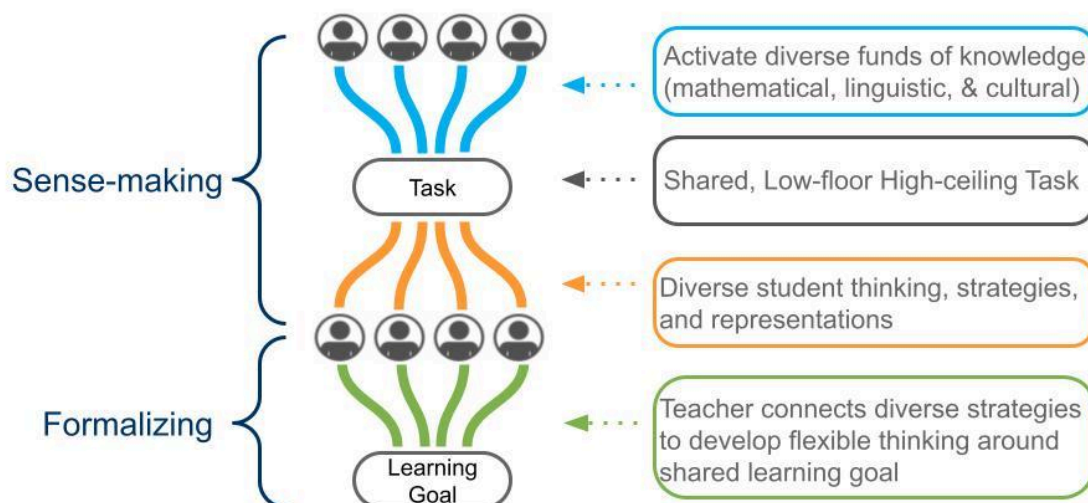 Activate diverse funds of knowledge
(mathematical, linguistic, & cultural)
Sense-making
Task
Shared, Low-floor High-ceiling Task
Diverse student thinking, strategies,
and representations
Formalizing
Teacher connects diverse strategies
to develop flexible thinking around
shared learning goal
Learning
Goal